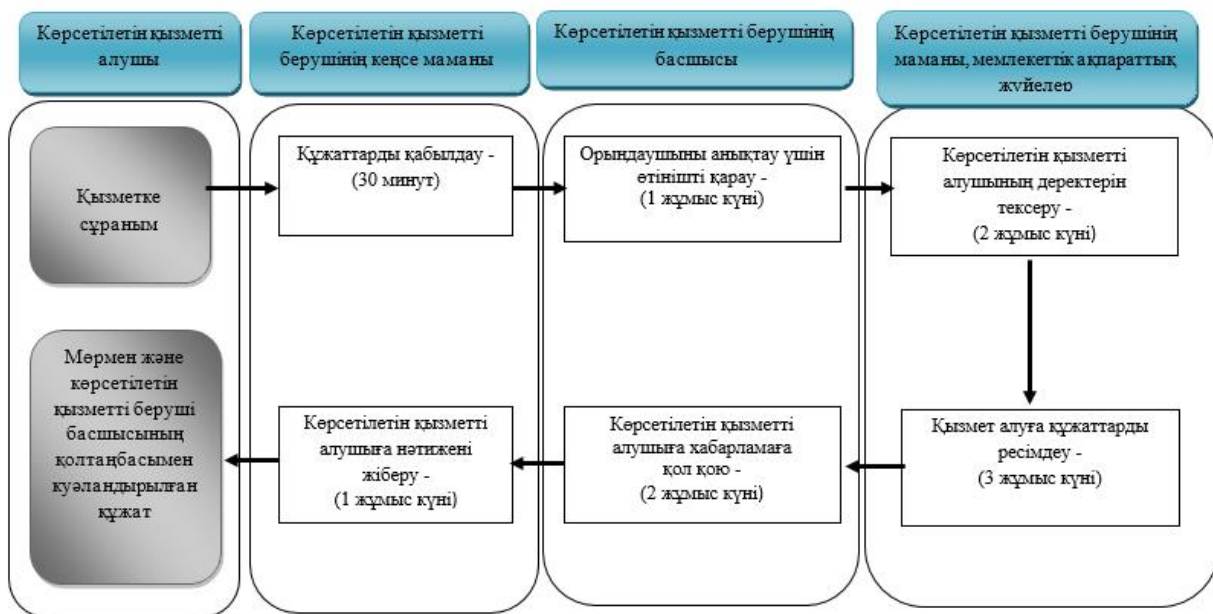 Көрсетілетін қызметті
алушы
Көрсетілетін қызметті
берушінің кеңсе маманы
Көрсетілетін қызметті берушінің
басшысы
Көрсетілетін қызметті берушінің
маманы, мемлекеттік ақпараттық
жүйелер
Қызметке
сұраным
Құжаттарды қабылдау -
(30 минут)
Орындаушыны анықтау үшін
өтінішті қарау -
(1 жұмыс күні)
Көрсетілетін қызметті
алушының деректерін
тексеру -
(2 жұмыс күні)
Мөрмен және
көрсетілетін
қызметті беруші
басшысының
қолтаңбасымен
куәландырылған
құжат
Көрсетілетін қызметті
алушыға нәтижені
жіберу -
(1 жұмыс күні)
Көрсетілетін қызметті
алушыға хабарламаға
қол қою -
(2 жұмыс күні)
Қызмет алуға құжаттарды
ресімдеу -
(3 жұмыс күні)